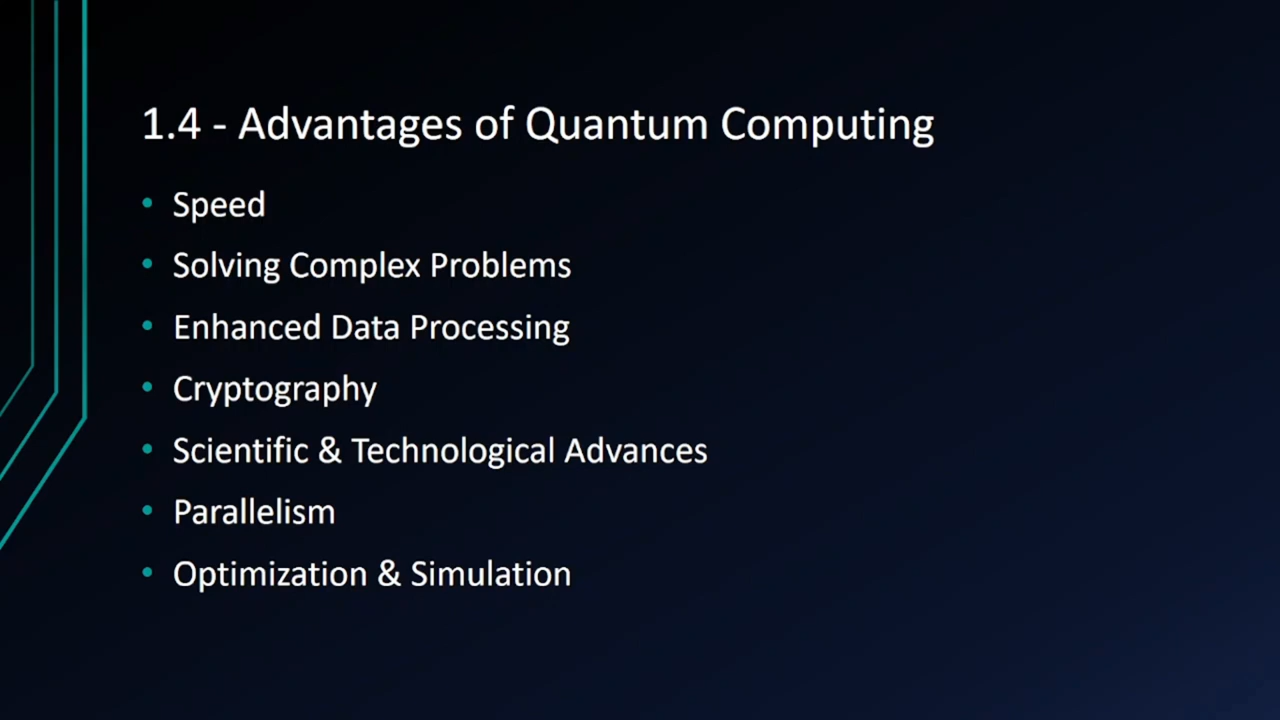 1.4 - Advantages of Quantum Computing
• Speed
• Solving Complex Problems
• Enhanced Data Processing
• Cryptography
• Scientific & Technological Advances
• Parallelism
• Optimization & Simulation